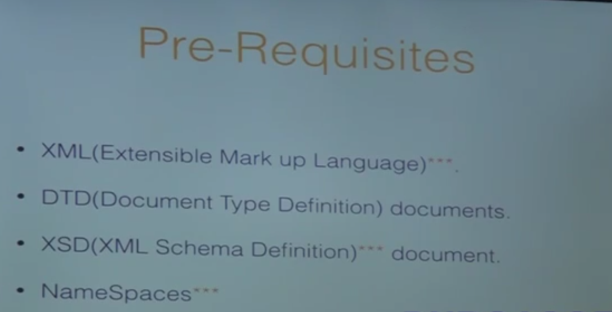 Pre-Requisites
• XML(Extensible Mark up Language)***.
• DTD(Document Type Definition) documents.
• XSD(XML Schema Definition)*** document.
• NameSpaces***